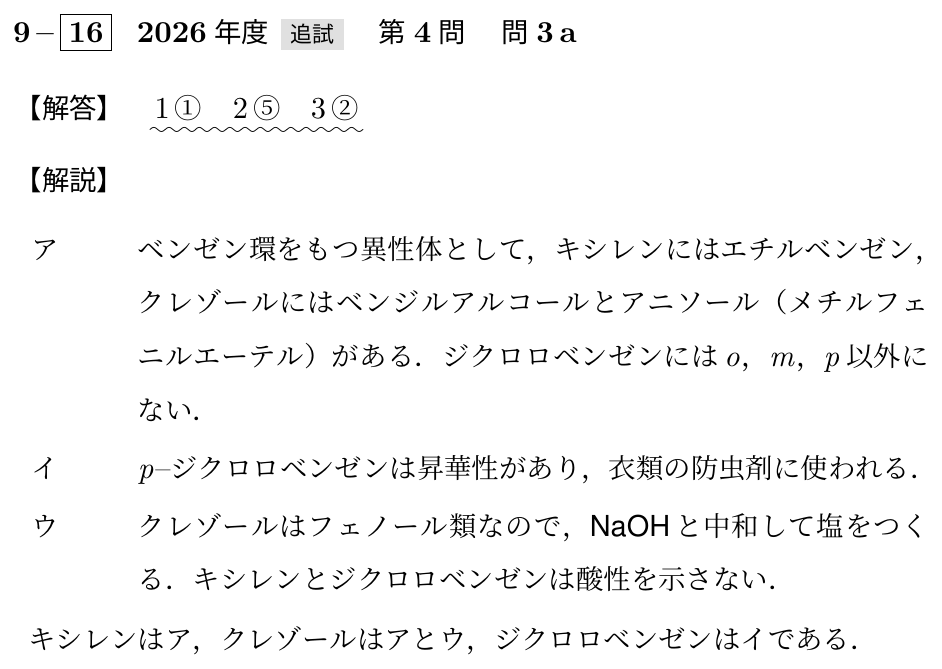 9–16 2026 年度 追試 第 4 問 問 3 a
【解答】 1 ① 2 ⑤ 3 ②
【解説】
ア ベンゼン環をもつ異性体として，キシレンにはエチルベンゼン，
クレゾールにはベンジルアルコールとアニソール（メチルフェ
ニルエーテル）がある．ジクロロベンゼンには o，m，p 以外に
ない．
イ p–ジクロロベンゼンは昇華性があり，衣類の防虫剤に使われる．
ウ クレゾールはフェノール類なので，NaOH と中和して塩をつく
る．キシレンとジクロロベンゼンは酸性を示さない．
キシレンはア，クレゾールはアとウ，ジクロロベンゼンはイである．